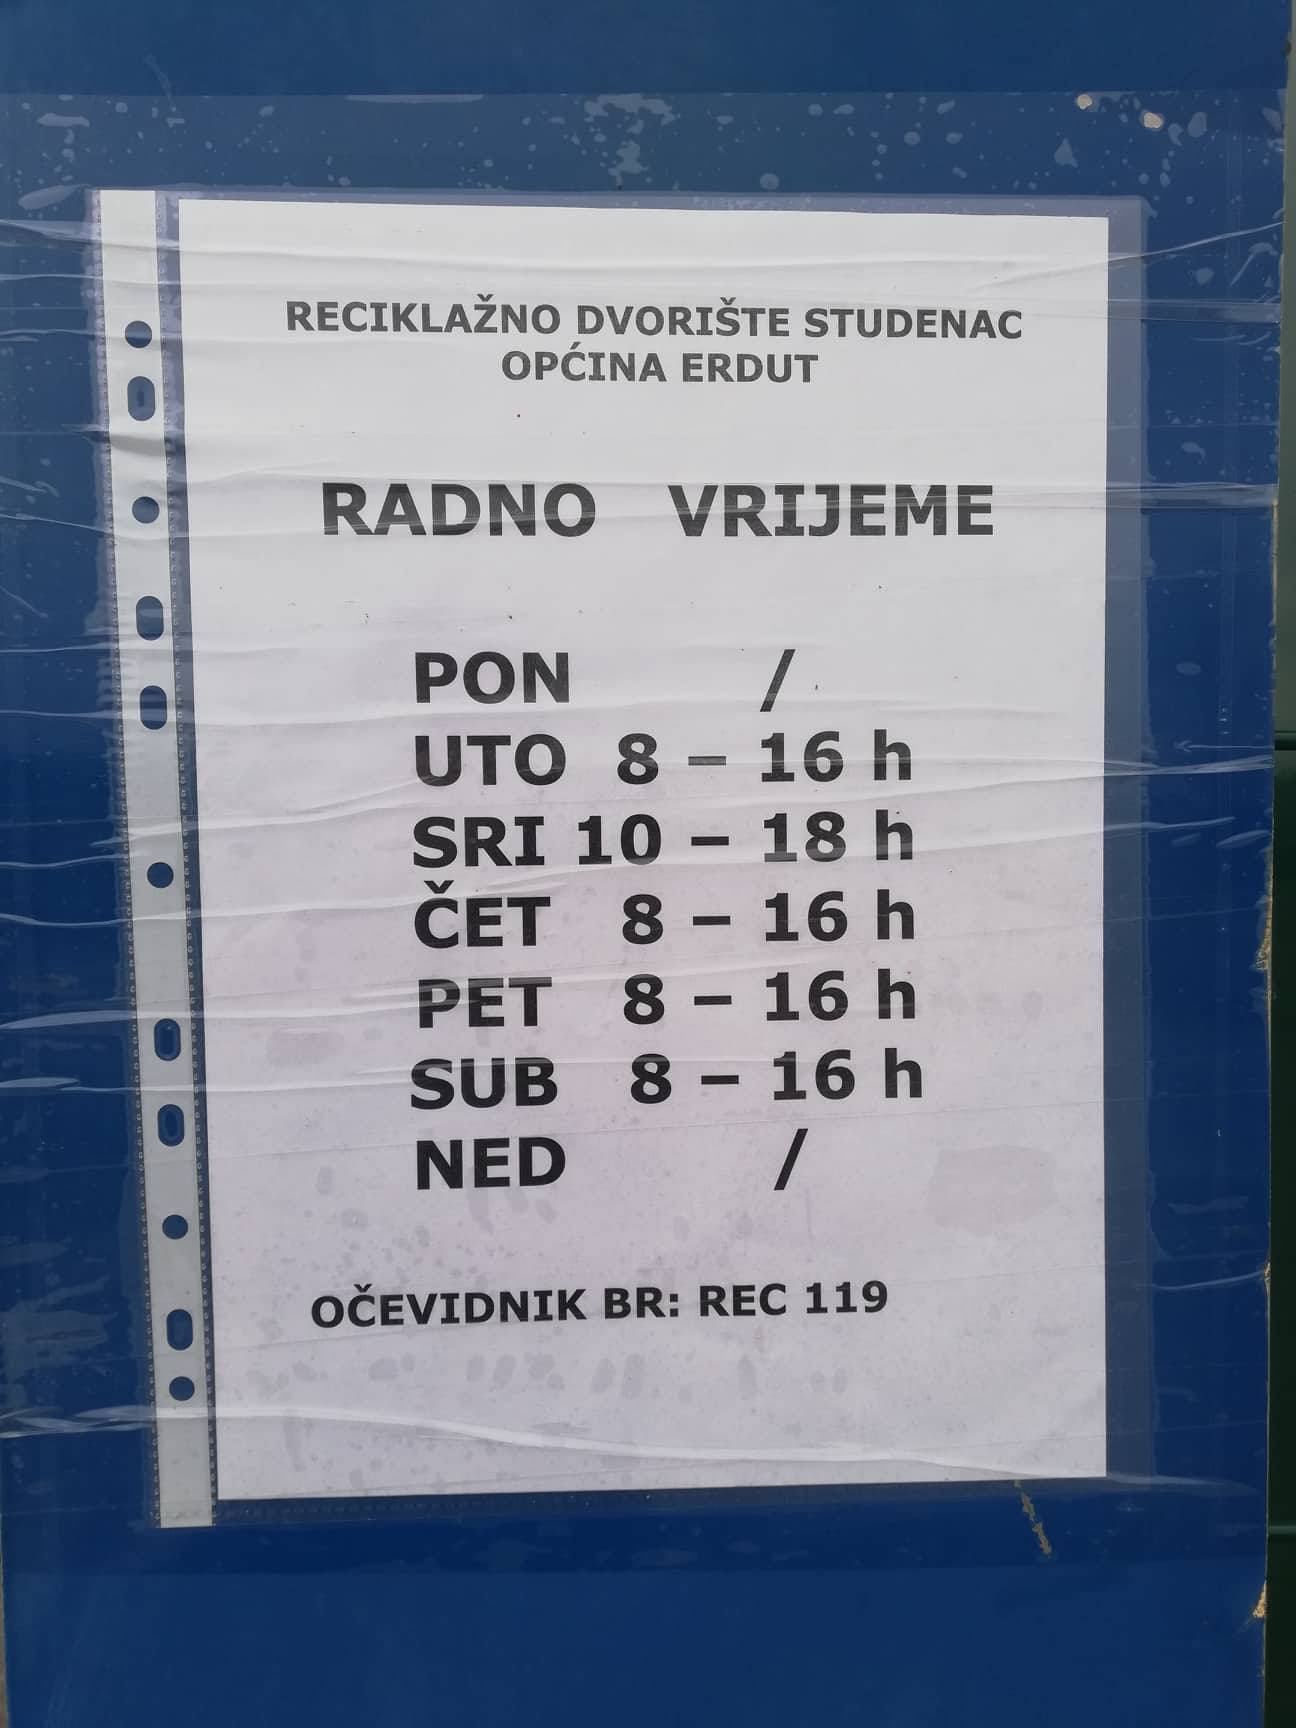 RECIKLAŽNO DVORIŠTE STUDENAC
OPĆINA ERDUT
RADNO VRIJEME
PON /
UTO 8 – 16 h
SRI 10 – 18 h
ČET 8 – 16 h
PET 8 – 16 h
SUB 8 – 16 h
NED /
OČEVIDNIK BR: REC 119